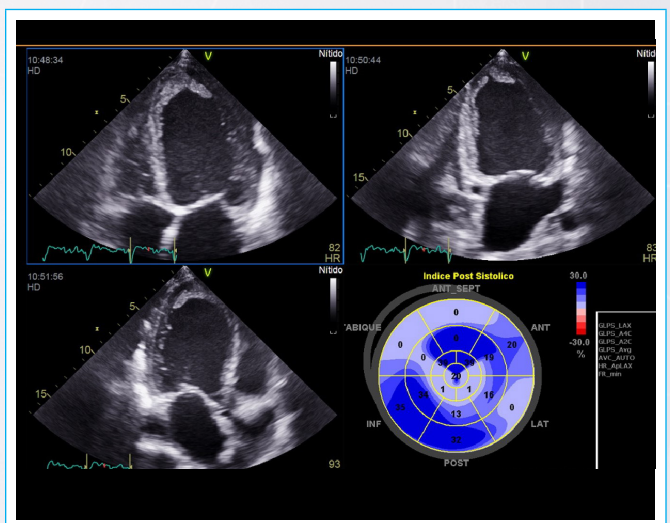 10:48:34
HD
V
Nítido
5
10
82
HR
10:50:44
HD
V
Nítido
5
10
15
83
HR
10:51:56
HD
V
Nítido
5
10
15
93
Indice Post Sistolico
ANT_SEPT
ANT
LAT
POST
INF
TABIQUE
0
20
0
32
0
0
19
16
13
24
0
1
1
20
30.0
-30.0
%
GLPS_LAX
GLPS_A4C
GLPS_A2C
GLPS_Avg
AVC_AUTO
HR_ApLAX
FR_min